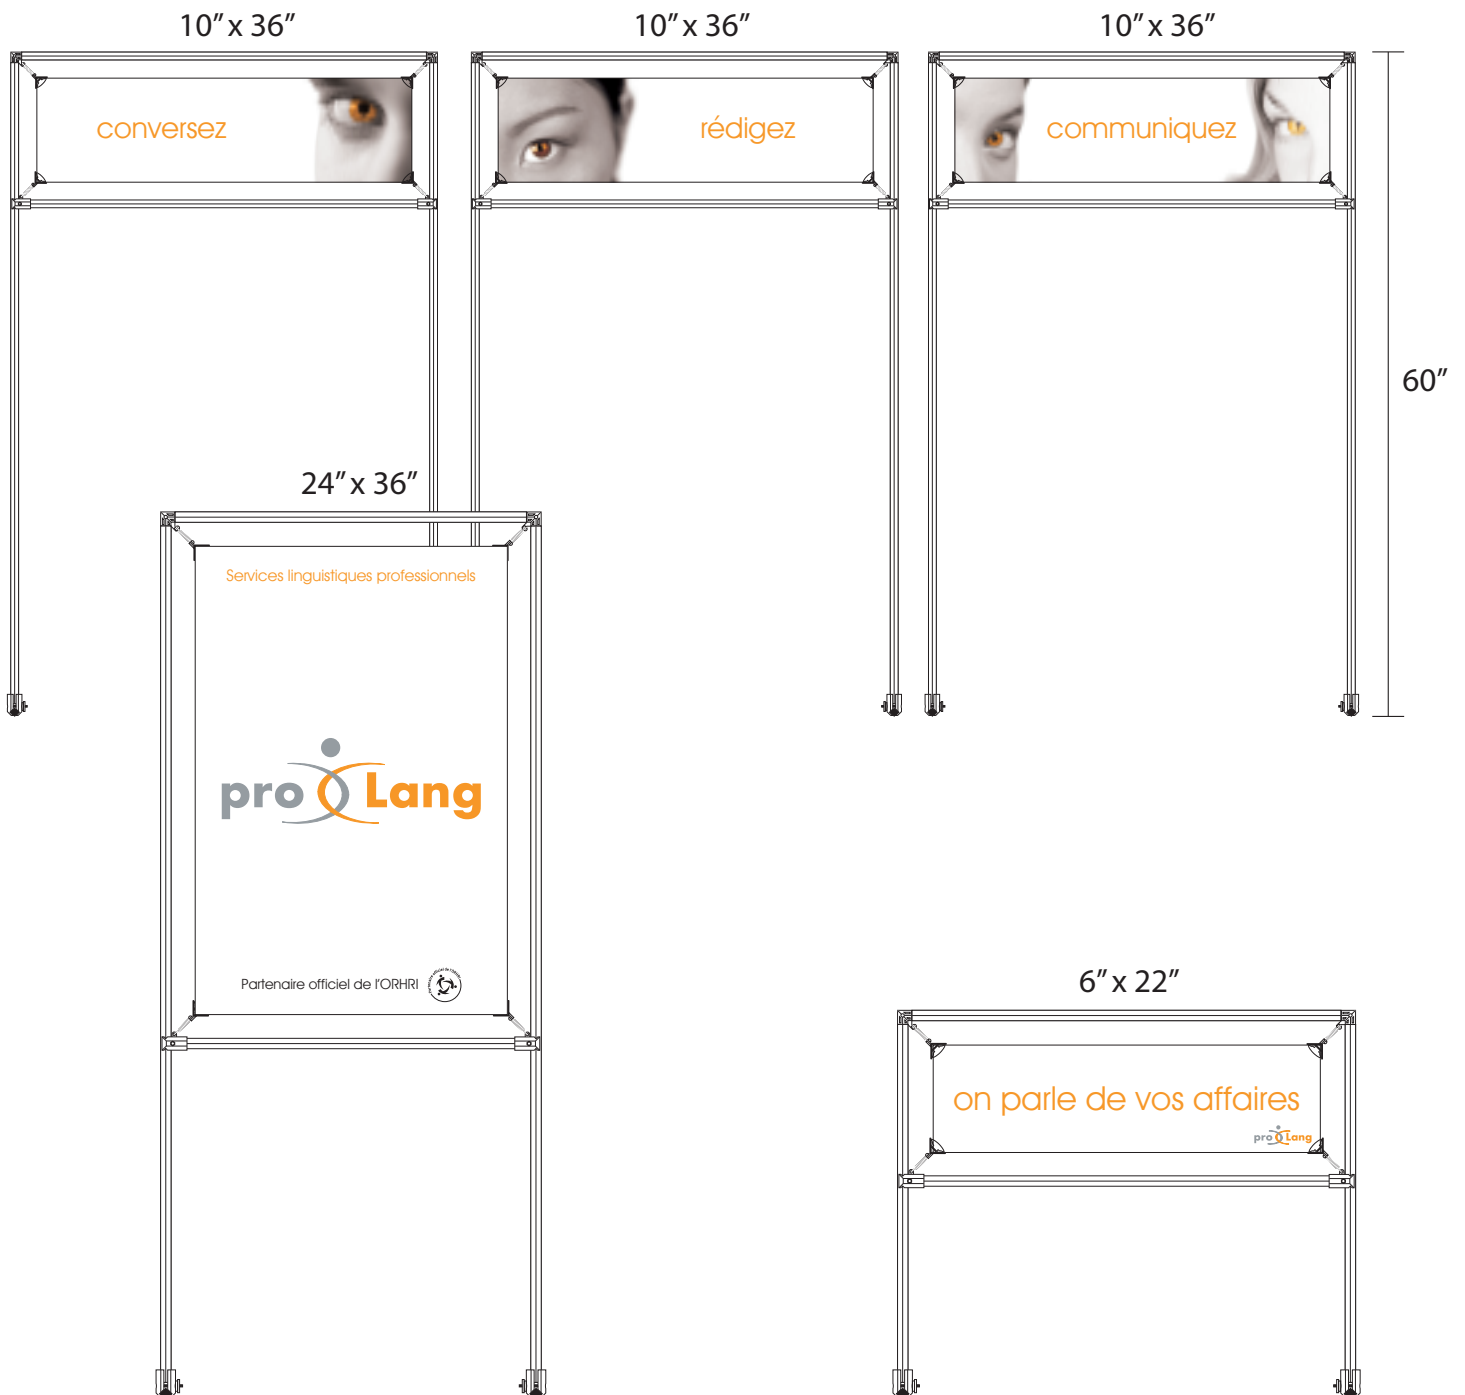 10” x 36”
10” x 36”
10” x 36”
conversez
rédigez
communiquez
60”
24” x 36”
Services linguistiques professionnels
pro Lang
Partenaire officiel de l'ORHRI
6” x 22”
on parle de vos affaires
pro Lang